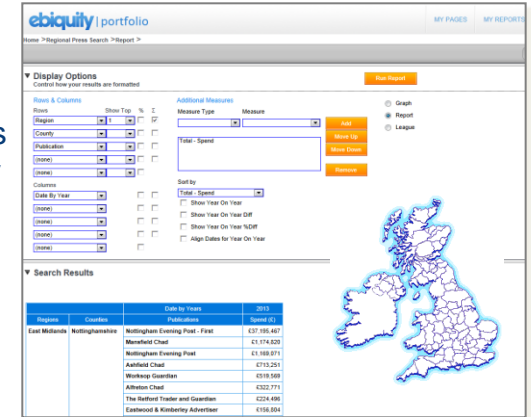 ebiquity | portfolio
MY PAGES MY REPORTS
Home >Regional Press Search >Report >
Display Options
Control how your results are formatted
Run Report
Rows & Columns
Rows Show Top % Σ
Region 1
County
Publication
(none)
(none)
Columns
Date By Year
(none)
(none)
(none)
(none)
Additional Measures
Measure Type Measure
Total - Spend
Add
Move Up
Move Down
Remove
Sort by
Total - Spend
Show Year On Year
Show Year On Year Diff
Show Year On Year %Diff
Align Dates for Year On Year
Graph
Report
League
s
Search Results
Date by Years 2013
Regions Counties Publications Spend (£)
East Midlands Nottinghamshire Nottingham Evening Post - First £37,195,467
Mansfield Chad £1,174,820
Nottingham Evening Post £1,168,071
Ashfield Chad £713,251
Worksop Guardian £519,569
Alfreton Chad £322,771
The Retford Trader and Guardian £224,496
Eastwood & Kimberley Advertiser £156,804